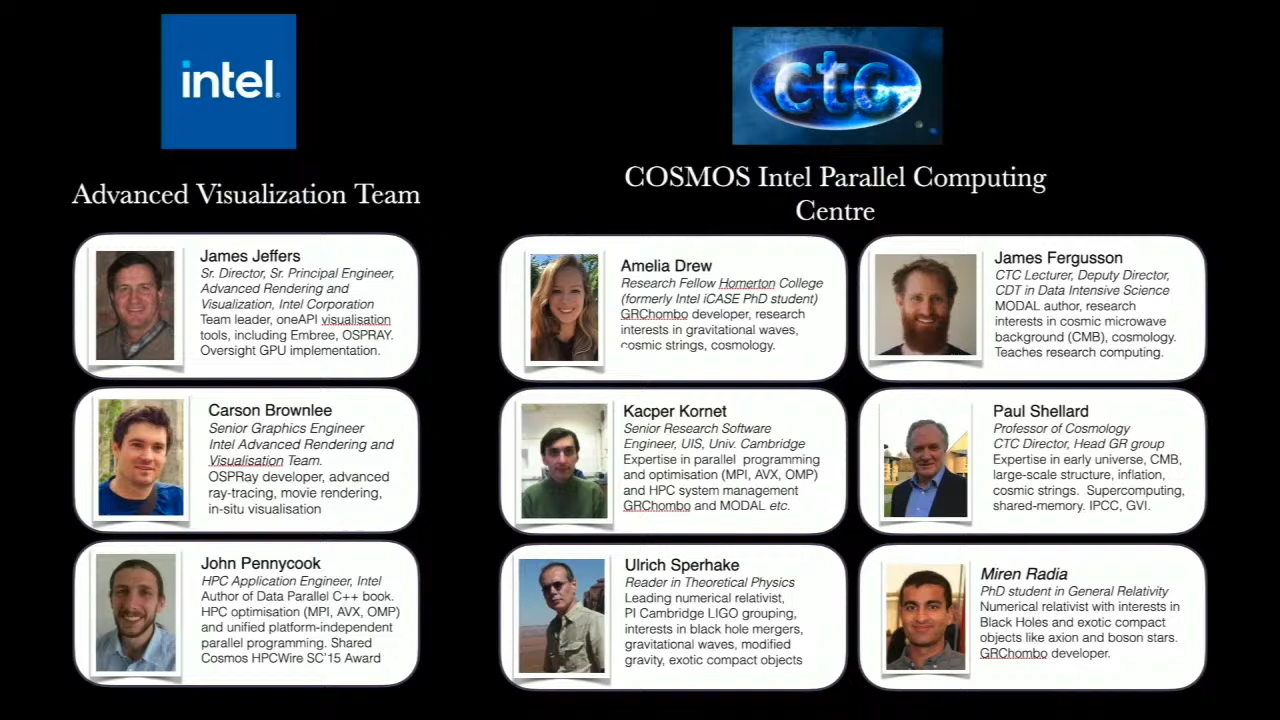 intel.
ctc
Advanced Visualization Team
COSMOS Intel Parallel Computing
Centre
James Jeffers
Sr. Director, Sr. Principal Engineer,
Advanced Rendering and
Visualization, Intel Corporation
Team leader, oneAPI visualisation
tools, including Embree, OSPRAY.
Oversight GPU implementation.
Carson Brownlee
Senior Graphics Engineer
Intel Advanced Rendering and
Visualisation Team.
OSPRay developer, advanced
ray-tracing, movie rendering,
in-situ visualisation
John Pennycook
HPC Application Engineer, Intel
Author of Data Parallel C++ book.
HPC optimisation (MPI, AVX, OMP)
and unified platform-independent
parallel programming. Shared
Cosmos HPCWire SC'15 Award
Amelia Drew
Research Fellow Homerton College
(formerly Intel iCASE PhD student)
GRChombo developer, research
interests in gravitational waves,
cosmic strings, cosmology.
James Fergusson
CTC Lecturer, Deputy Director,
CDT in Data Intensive Science
MODAL author, research
interests in cosmic microwave
background (CMB), cosmology.
Teaches research computing.
Kacper Kornet
Senior Research Software
Engineer, UIS, Univ. Cambridge
Expertise in parallel programming
and optimisation (MPI, AVX, OMP)
and HPC system management
GRChombo and MODAL etc.
Paul Shellard
Professor of Cosmology
CTC Director, Head GR group
Expertise in early universe, CMB,
large-scale structure, inflation,
cosmic strings. Supercomputing,
shared-memory. IPCC, GVI.
Ulrich Sperhake
Reader in Theoretical Physics
Leading numerical relativist,
PI Cambridge LIGO grouping,
interests in black hole mergers,
gravitational waves, modified
gravity, exotic compact objects
Miren Radia
PhD student in General Relativity
Numerical relativist with interests in
Black Holes and exotic compact
objects like axion and boson stars.
GRChombo developer.